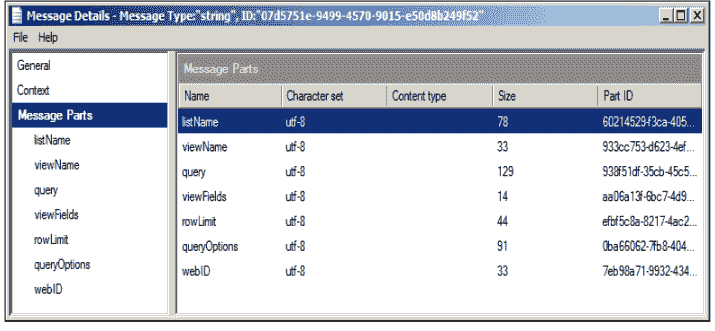 Message Details - Message Type:"string", ID:"07d5751e-9499-4570-9015-e50d8b249f52"
File Help
General
Context
Message Parts
listName
viewName
query
viewFields
rowLimit
queryOptions
webID
Message Parts
Name Character set Content type Size Part ID
listName utf-8 78 60214529-f3ca-405...
viewName utf-8 33 933cc753-d623-4ef...
query utf-8 129 938f51df-35cb-45c5...
viewFields utf-8 14 aa06a13f-6bc7-4d9...
rowLimit utf-8 44 efbf5c8a-8217-4ac2...
queryOptions utf-8 91 0ba66062-7fb8-404...
webID utf-8 33 7eb98a71-9932-434...